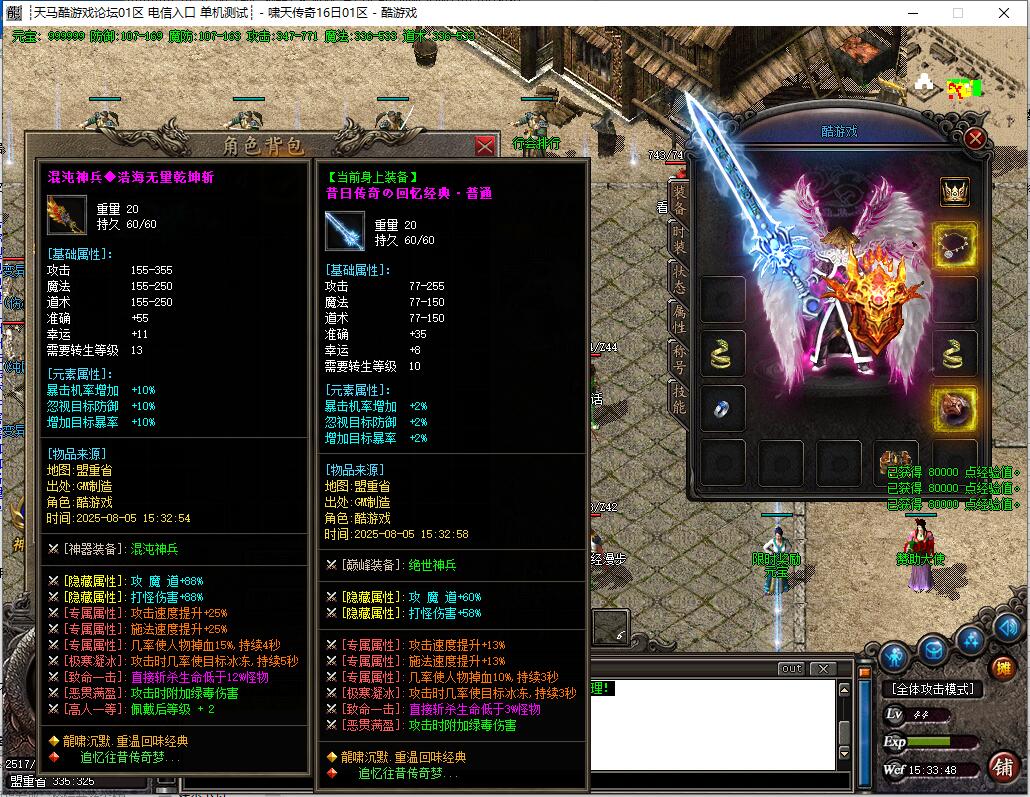 天马酷游戏论坛01区 电信入口 单机测试 - 啸天传奇16日01区 - 酷游戏
元宝: 999999 防御:107-169 魔防:107-163 攻击:347-771 魔法:336-533 道术:336-533
角色背包
行会排行
酷游戏
混沌神兵◆浩海无量乾坤斩
重量 20
持久 60/60
[基础属性]:
攻击 155-355
魔法 155-250
道术 155-250
准确 +55
幸运 +11
需要转生等级 13
[元素属性]:
暴击机率增加 +10%
忽视目标防御 +10%
增加目标暴率 +10%
[物品来源]
地图:盟重省
出处:GM制造
角色:酷游戏
时间:2025-08-05 15:32:54
[神器装备]:混沌神兵
[隐藏属性]:攻 魔 道+88%
[隐藏属性]:打怪伤害+88%
[专属属性]:攻击速度提升+25%
[专属属性]:施法速度提升+25%
[专属属性]:几率使人物掉血15%,持续4秒
[极寒凝冰]:攻击时几率使目标冰冻,持续5秒
[致命一击]:直接斩杀生命低于12%怪物
[恶贯满盈]:攻击时附加绿毒伤害
[高人一等]:佩戴后等级 + 2
龍啸沉默.重温回味经典
追忆往昔传奇梦...
【当前身上装备】
昔日传奇の回忆经典·普通
重量 20
持久 60/60
[基础属性]:
攻击 77-255
魔法 77-150
道术 77-150
准确 +35
幸运 +8
需要转生等级 10
[元素属性]:
暴击机率增加 +2%
忽视目标防御 +2%
增加目标暴率 +2%
[物品来源]
地图:盟重省
出处:GM制造
角色:酷游戏
时间:2025-08-05 15:32:58
[巅峰装备]:绝世神兵
[隐藏属性]:攻 魔 道+60%
[隐藏属性]:打怪伤害+58%
[专属属性]:攻击速度提升+13%
[专属属性]:施法速度提升+13%
[专属属性]:几率使人物掉血10%,持续3秒
[极寒凝冰]:攻击时几率使目标冰冻,持续3秒
[致命一击]:直接斩杀生命低于3%怪物
[恶贯满盈]:攻击时附加绿毒伤害
龍啸沉默.重温回味经典
追忆往昔传奇梦...
装备
时装
状态
属性
称号
技能
已获得 80000 点经验值。
已获得 80000 点经验值。
已获得 80000 点经验值。
限时奖励
元宝
赞助大使
out
理!
[全体攻击模式]
摊
Lv
Exp
Wef 15:33:48
铺
2517/
盟重省 335:325